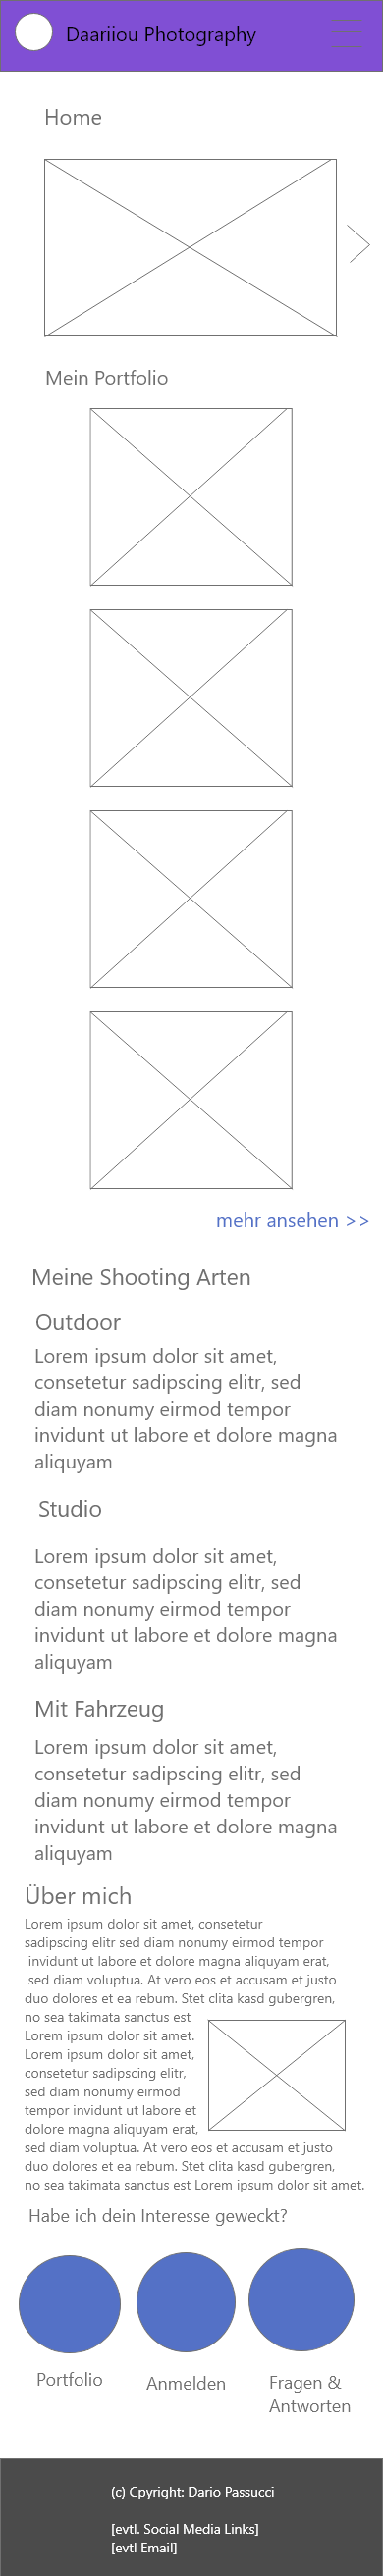 Daariiou Photography
Home
Mein Portfolio
mehr ansehen >>
Meine Shooting Arten
Outdoor
Lorem ipsum dolor sit amet,
consetetur sadipscing elitr, sed
diam nonumy eirmod tempor
invidunt ut labore et dolore magna
aliquyam
Studio
Lorem ipsum dolor sit amet,
consetetur sadipscing elitr, sed
diam nonumy eirmod tempor
invidunt ut labore et dolore magna
aliquyam
Mit Fahrzeug
Lorem ipsum dolor sit amet,
consetetur sadipscing elitr, sed
diam nonumy eirmod tempor
invidunt ut labore et dolore magna
aliquyam
Über mich
Lorem ipsum dolor sit amet, consetetur
sadipscing elitr sed diam nonumy eirmod tempor
invidunt ut labore et dolore magna aliquyam erat,
sed diam voluptua. At vero eos et accusam et justo
duo dolores et ea rebum. Stet clita kasd gubergren,
no sea takimata sanctus est
Lorem ipsum dolor sit amet.
Lorem ipsum dolor sit amet,
consetetur sadipscing elitr,
sed diam nonumy eirmod
tempor invidunt ut labore et
dolore magna aliquyam erat,
sed diam voluptua. At vero eos et accusam et justo
duo dolores et ea rebum. Stet clita kasd gubergren,
no sea takimata sanctus est Lorem ipsum dolor sit amet.
Habe ich dein Interesse geweckt?
Portfolio
Anmelden
Fragen &
Antworten
(c) Cpyright: Dario Passucci
[evtl. Social Media Links]
[evtl Email]